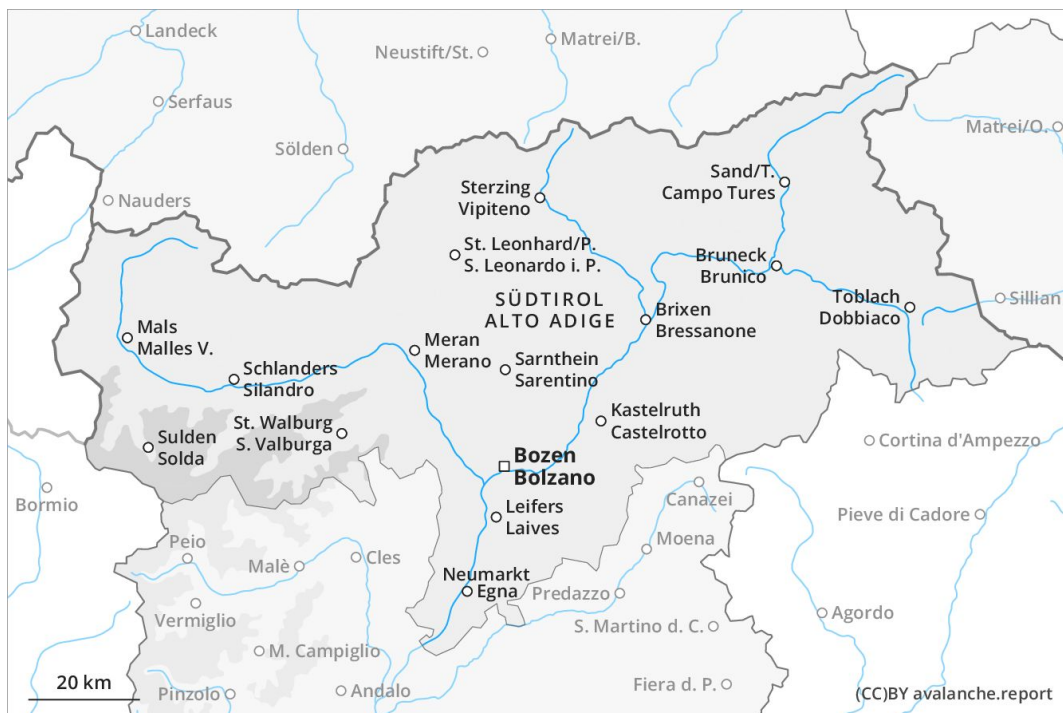 Landeck
Neustift/St.
Matrei/B.
Serfaus
Matrei/O.
Sölden
Sand/T.
Campo Tures
Nauders
Sterzing
Vipiteno
St. Leonhard/P.
S. Leonardo i. P.
Bruneck
Brunico
SÜDTIROL
ALTO ADIGE
Toblach
Dobbiaco
Sillian
Brixen
Bressanone
Mals
Malles V.
Meran
Merano
Sarnthein
Sarentino
Schlanders
Silandro
Kastelruth
Castelrotto
St. Walburg
S. Valburga
Sulden
Solda
Cortina d'Ampezzo
Bozen
Bolzano
Bormio
Canazei
Leifers
Laives
Pieve di Cadore
Moena
Peio
Malè
Cles
Neumarkt
Egna
Predazzo
Vermiglio
Agordo
S. Martino d. C.
M. Campiglio
20 km
Pinzolo
Andalo
Fiera d. P.
(CC)BY avalanche.report